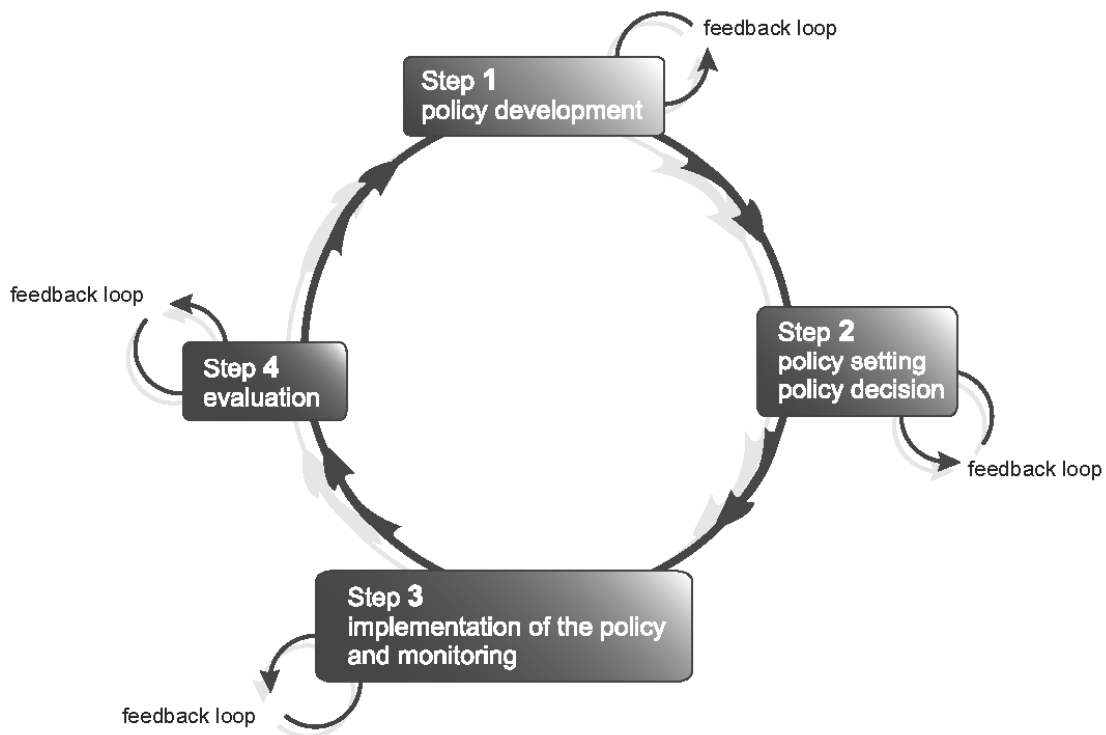 feedback loop
Step 1
policy development
Step 2
policy setting
policy decision
feedback loop
Step 3
implementation of the policy
and monitoring
feedback loop
Step 4
evaluation
feedback loop